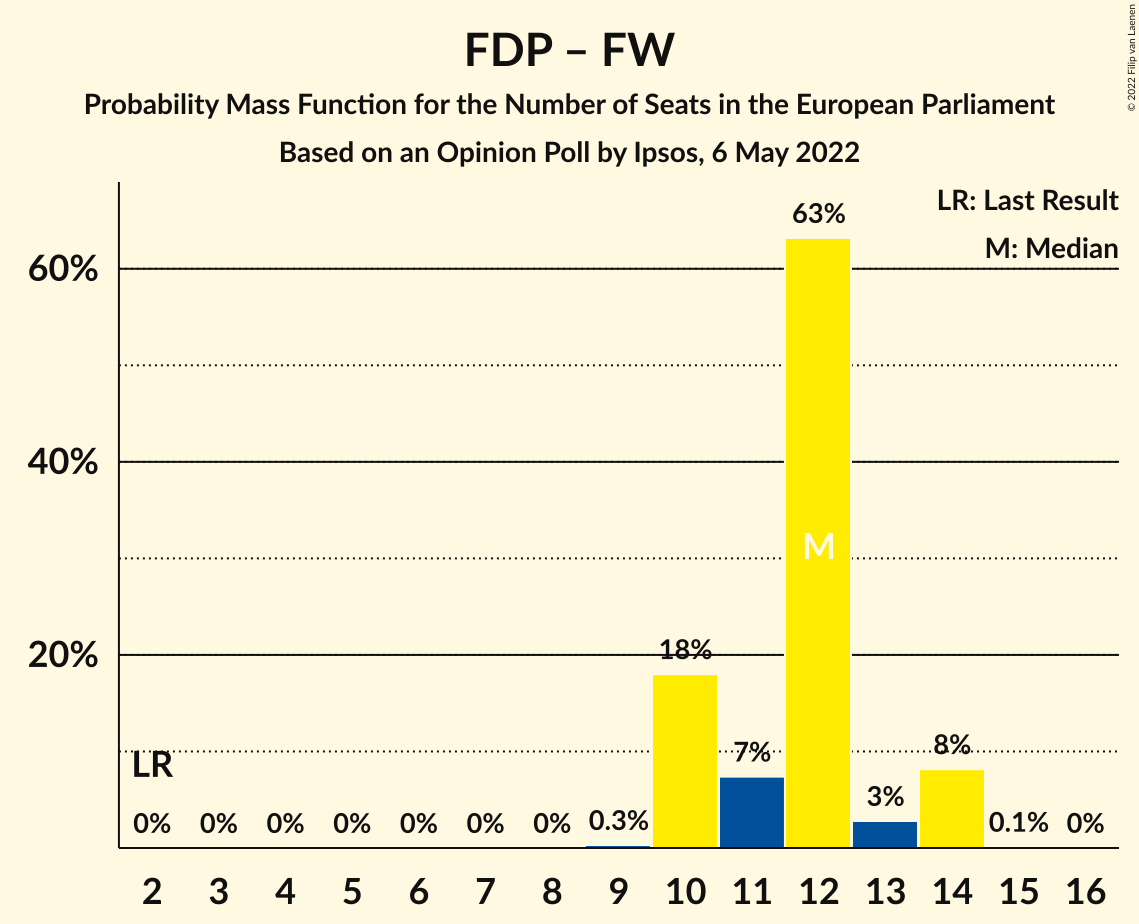 FDP – FW
Probability Mass Function for the Number of Seats in the European Parliament
Based on an Opinion Poll by Ipsos, 6 May 2022
© 2022 Filip van Laenen
LR: Last Result
M: Median
63%
60%
40%
M
18%
20%
LR
7%
8%
3%
0% 0% 0% 0% 0% 0% 0% 0.3% 0.1% 0%
2 3 4 5 6 7 8 9 10 11 12 13 14 15 16